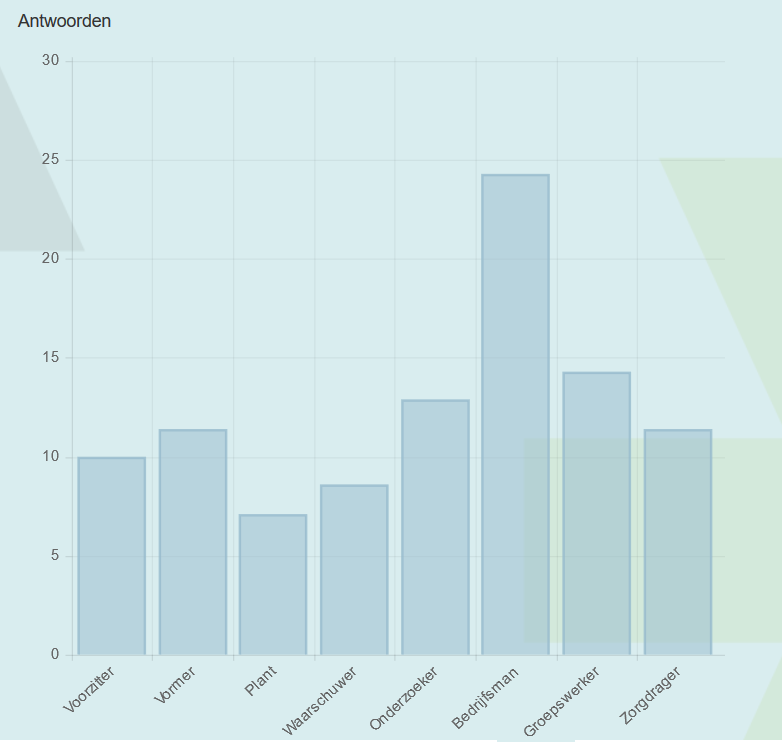 Antwoorden
30
25
20
15
10
5
0
Voorzitter
Vormer
Plant
Waarschuwer
Onderzoeker
Bedrijfsman
Groepswerker
Zorgdrager